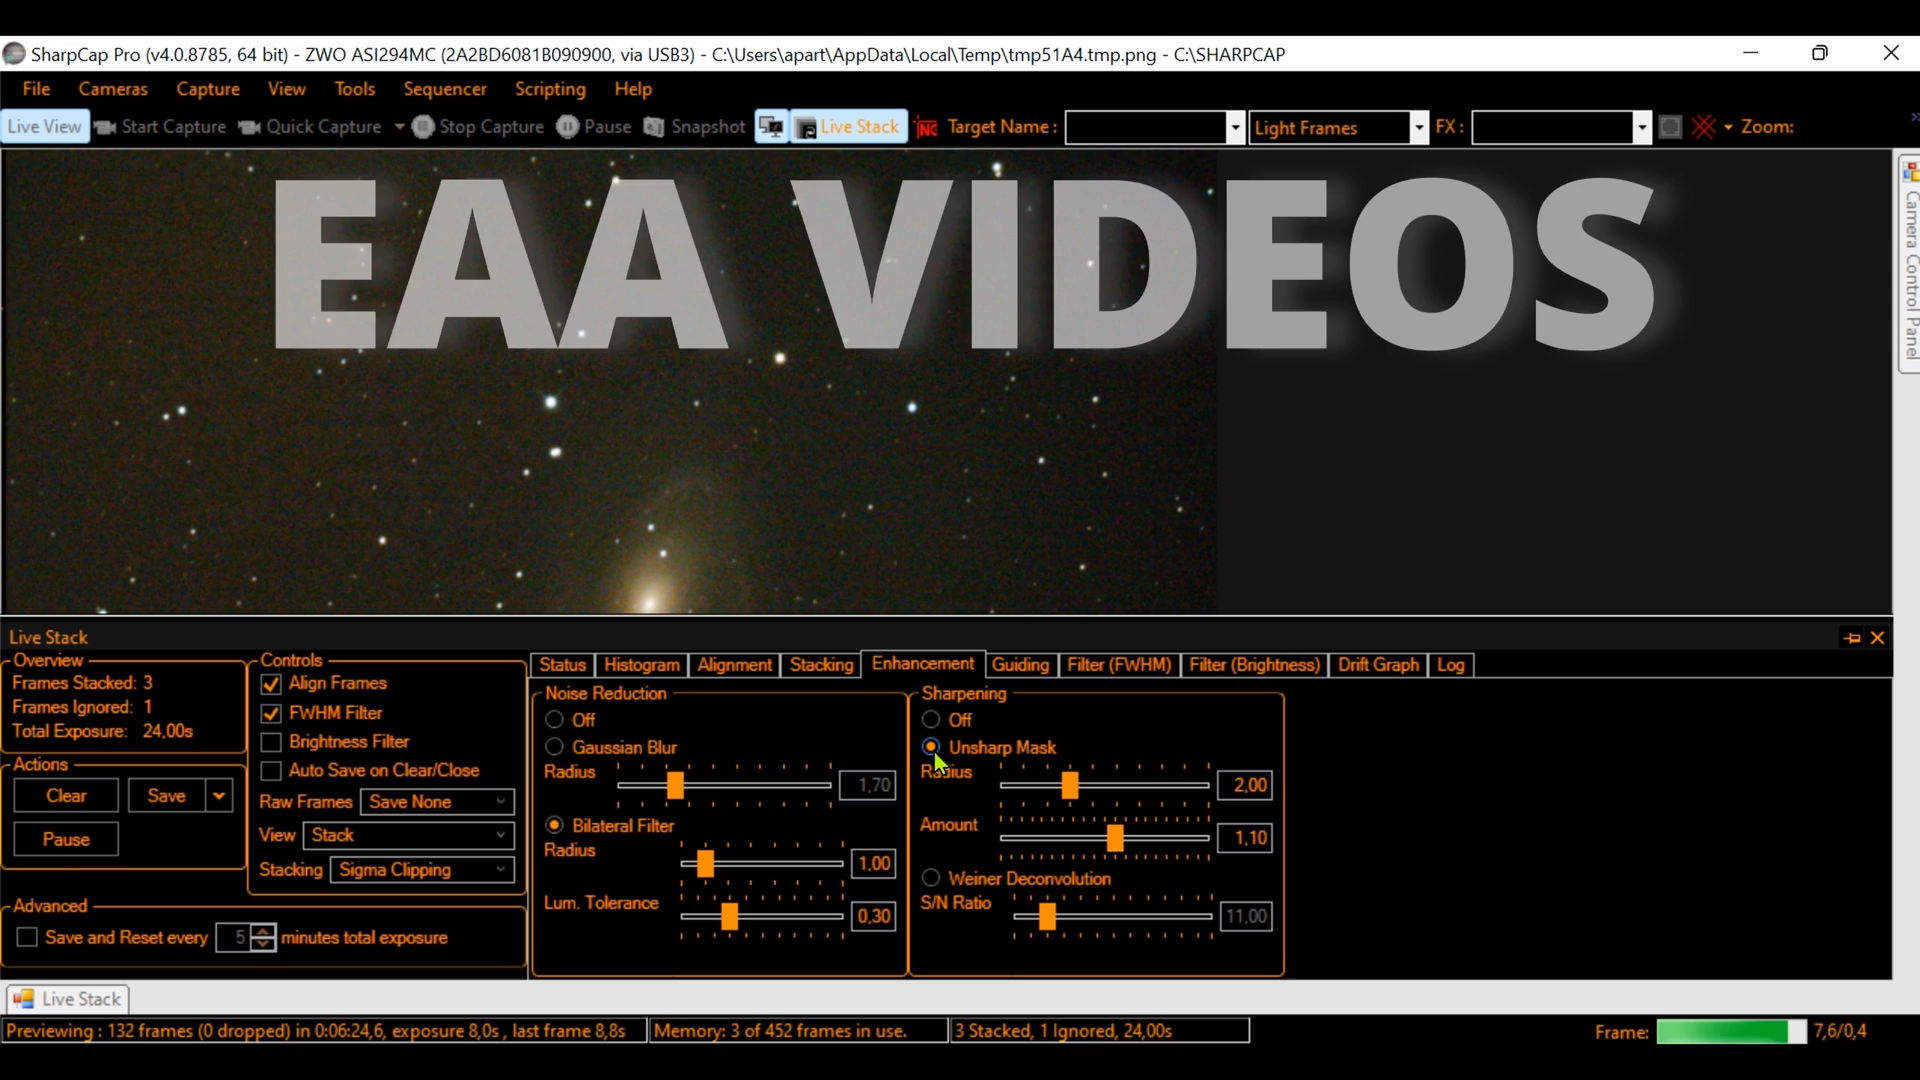 SharpCap Pro (v4.0.8785, 64 bit) - ZWO ASI294MC (2A2BD6081B090900, via USB3) - C:\Users\apart\AppData\Local\Temp\tmp51A4.tmp.png - C:\SHARPCAP
File Cameras Capture View Tools Sequencer Scripting Help
Live View Start Capture Quick Capture Stop Capture Pause Snapshot Live Stack Target Name : Light Frames FX : Zoom:
EAA VIDEOS
Camera Control Panel
Live Stack
Overview
Frames Stacked: 3
Frames Ignored: 1
Total Exposure: 24,00s
Actions
Clear Save
Pause
Controls
Align Frames
FWHM Filter
Brightness Filter
Auto Save on Clear/Close
Raw Frames Save None
View Stack
Stacking Sigma Clipping
Advanced
Save and Reset every 5 minutes total exposure
Status Histogram Alignment Stacking Enhancement Guiding Filter (FWHM) Filter (Brightness) Drift Graph Log
Noise Reduction
Off
Gaussian Blur
Radius 1,70
Bilateral Filter
Radius 1,00
Lum. Tolerance 0,30
Sharpening
Off
Unsharp Mask
Radius 2,00
Amount 1,10
Weiner Deconvolution
S/N Ratio 11,00
Live Stack
Previewing : 132 frames (0 dropped) in 0:06:24,6, exposure 8,0s , last frame 8,8s Memory: 3 of 452 frames in use. 3 Stacked, 1 Ignored, 24,00s Frame: 7,6/0,4